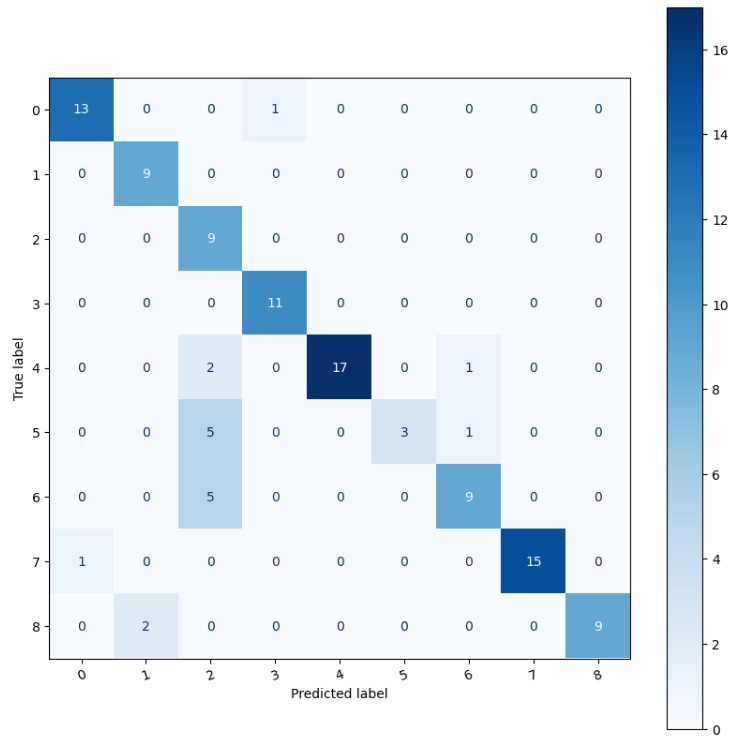 0 13 0 0 1 0 0 0 0 0
1 0 9 0 0 0 0 0 0 0
2 0 0 9 0 0 0 0 0 0
3 0 0 0 11 0 0 0 0 0
4 0 0 2 0 17 0 1 0 0
5 0 0 5 0 0 3 1 0 0
6 0 0 5 0 0 0 9 0 0
7 1 0 0 0 0 0 0 15 0
8 0 2 0 0 0 0 0 0 9
0 1 2 3 4 5 6 7 8
Predicted label
True label
16
14
12
10
8
6
4
2
0